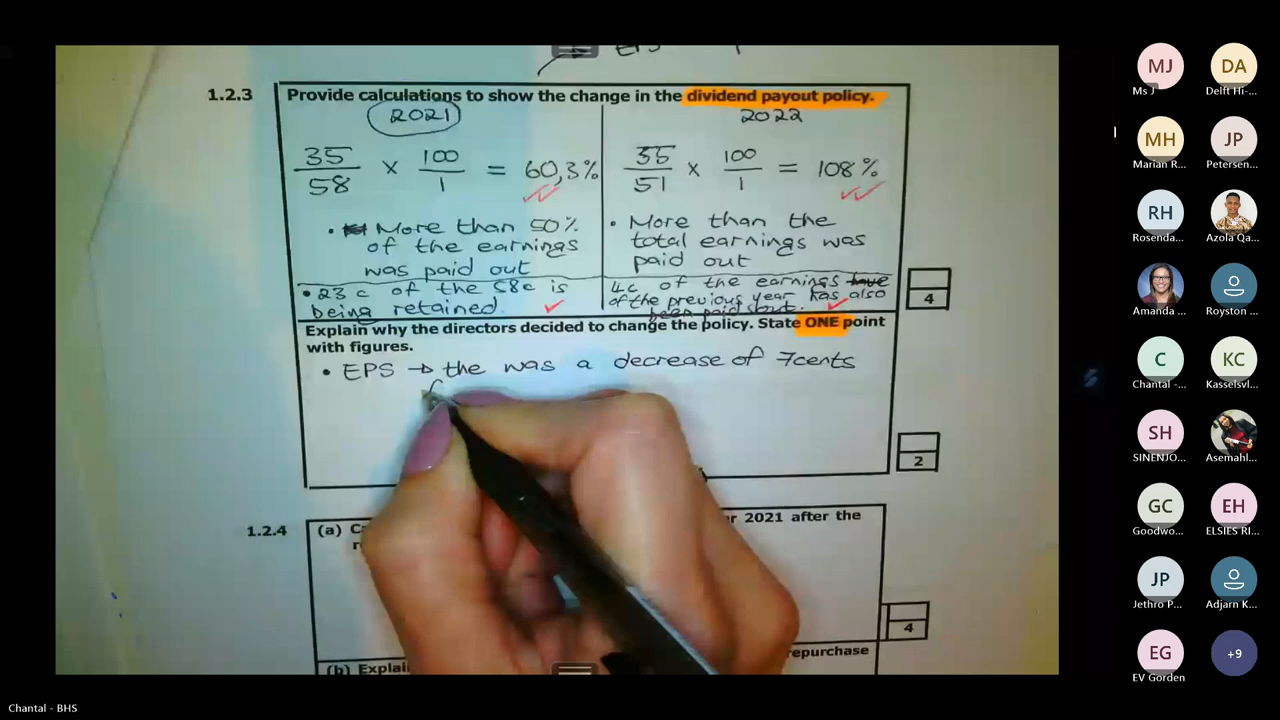 EPS
1.2.3
Provide calculations to show the change in the dividend payout policy.
2021
35/58 × 100/1 = 60,3%
• More than 50%
of the earnings
was paid out
• 23 c of the 58c is
being retained.
2022
55/51 × 100/1 = 108%
• More than the
total earnings was
paid out
4c of the earnings have
of the previous year has also
been paid out.
4
Explain why the directors decided to change the policy. State ONE point
with figures.
• EPS → the was a decrease of 7cents
2
1.2.4
(a) C
r 2021 after the
r
4
(b) Explai
repurchase
MJ
Ms J
DA
Delft Hi-...
MH
Marian R...
JP
Petersen...
RH
Rosenda...
Azola Qa...
Amanda ...
Royston ...
C
Chantal -...
KC
Kasselsvl...
SH
SINENJO...
Asemahl...
GC
Goodwo...
EH
ELSIES RI...
JP
Jethro P...
Adjarn K...
EG
EV Gorden
+9
Chantal - BHS